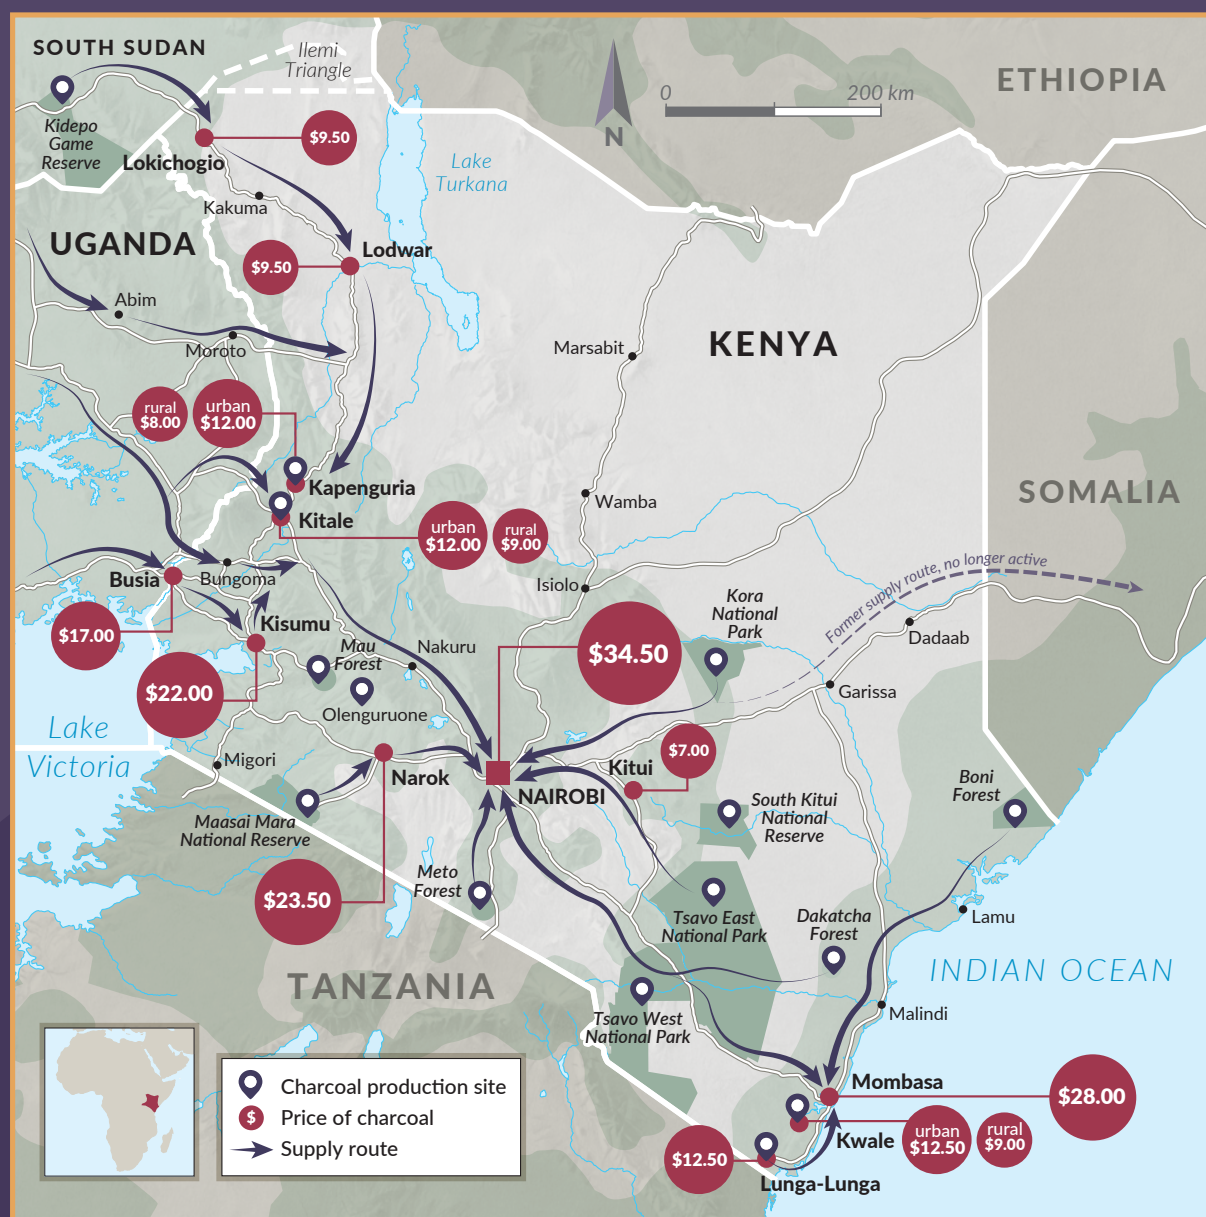 SOUTH SUDAN
Ilemi
Triangle
ETHIOPIA
0
200 km
N
Kidepo
Game
Reserve
$9.50
Lokichogio
Lake
Turkana
Kakuma
UGANDA
Lodwar
$9.50
Abim
Moroto
Marsabit
KENYA
rural
$8.00
urban
$12.00
Kapenguria
SOMALIA
Wamba
Kitale
urban
$12.00
rural
$9.00
Former supply route, no longer active
Busia
Bungoma
Isiolo
Kora
National
Park
$17.00
Kisumu
Mau
Forest
Nakuru
$34.50
Dadaab
$22.00
Garissa
Olenguruone
Lake
Victoria
Migori
Narok
Kitui
$7.00
NAIROBI
Boni
Forest
Maasai Mara
National Reserve
South Kitui
National
Reserve
Meto
Forest
$23.50
Tsavo East
National Park
Dakatcha
Forest
Lamu
TANZANIA
INDIAN OCEAN
Tsavo West
National Park
Malindi
Charcoal production site
$
Price of charcoal
Supply route
Mombasa
$28.00
Kwale
urban
$12.50
rural
$9.00
$12.50
Lunga-Lunga